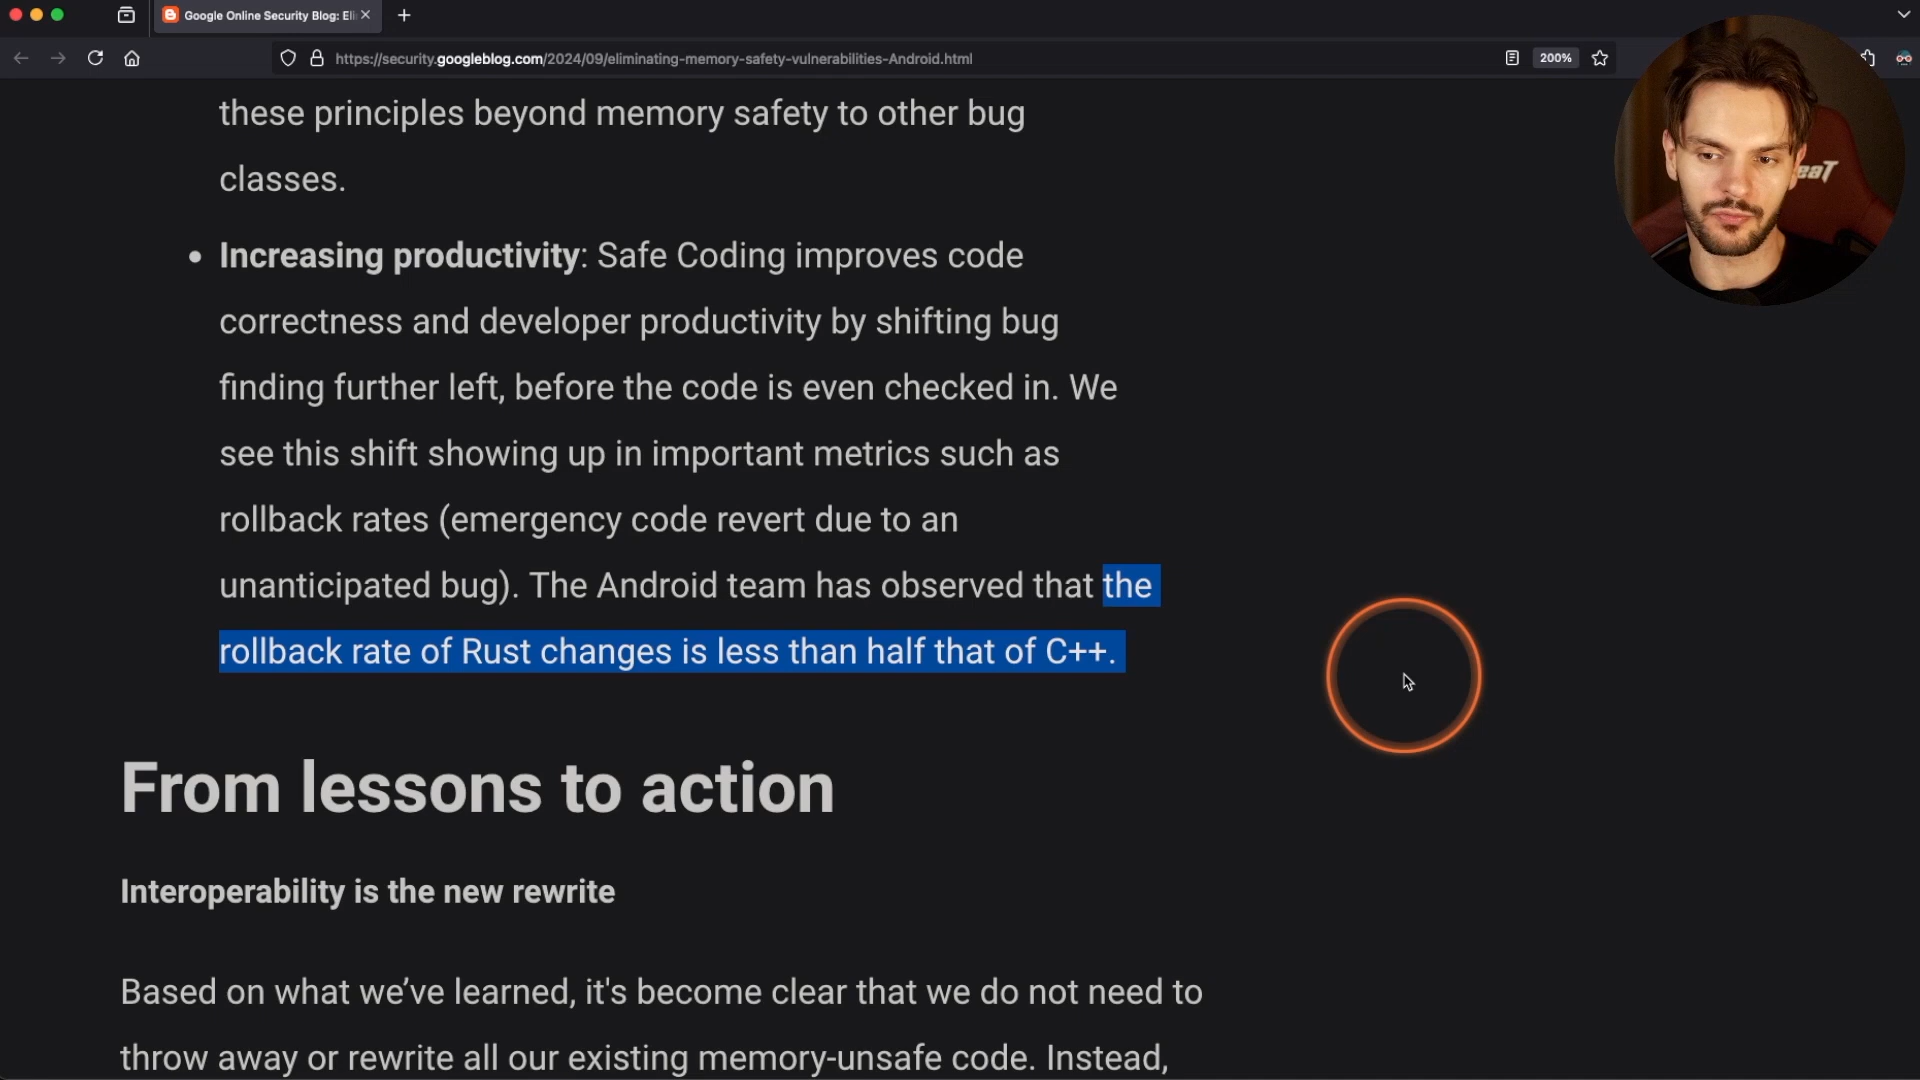 Google Online Security Blog: Eli
https://security.googleblog.com/2024/09/eliminating-memory-safety-vulnerabilities-Android.html
200%
these principles beyond memory safety to other bug
classes.
• Increasing productivity: Safe Coding improves code
correctness and developer productivity by shifting bug
finding further left, before the code is even checked in. We
see this shift showing up in important metrics such as
rollback rates (emergency code revert due to an
unanticipated bug). The Android team has observed that the
rollback rate of Rust changes is less than half that of C++.
From lessons to action
Interoperability is the new rewrite
Based on what we’ve learned, it's become clear that we do not need to
throw away or rewrite all our existing memory-unsafe code. Instead,